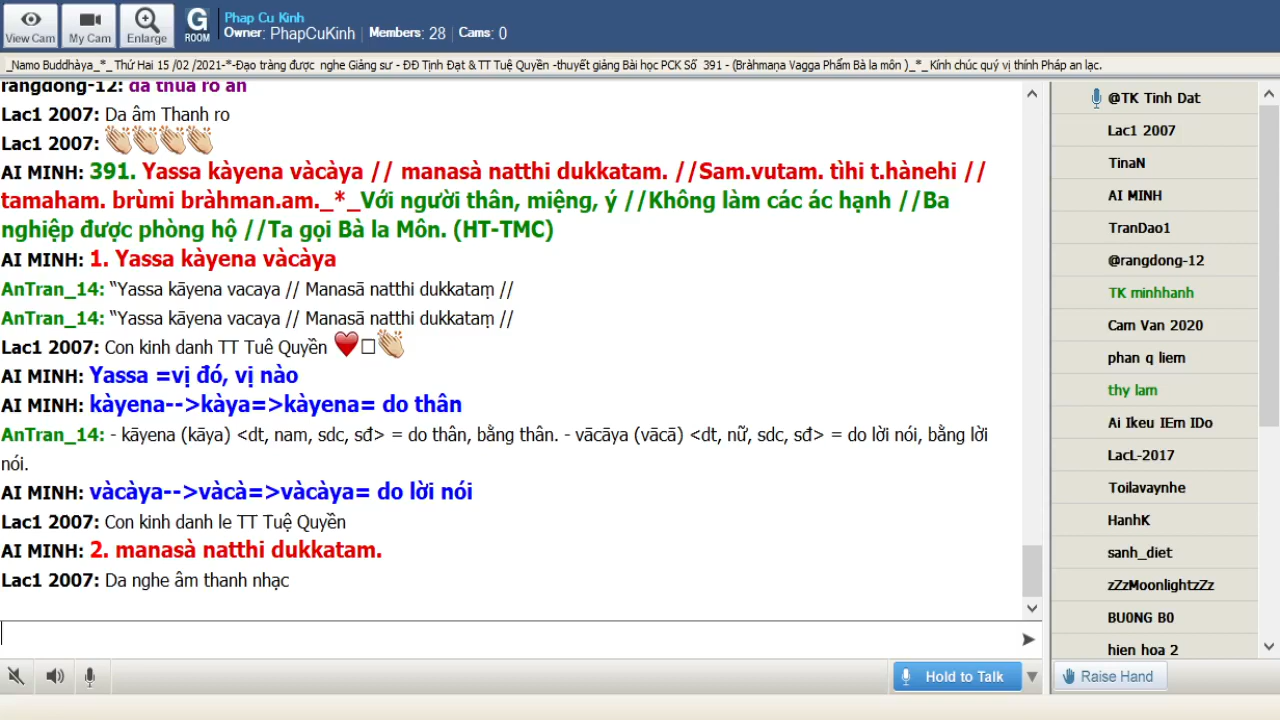 View Cam
My Cam
Enlarge
G
ROOM
Phap Cu Kinh
Owner: PhapCuKinh Members: 28 Cams: 0
_Namo Buddhàya_*_ Thứ Hai 15 /02 /2021-*-Đạo tràng được nghe Giảng sư - ĐĐ Tịnh Đạt & TT Tuệ Quyền -thuyết giảng Bài học PCK Số 391 - (Bràhmaṇa Vagga Phẩm Bà la môn )_*_ Kính chúc quý vị thính Pháp an lạc.
rangdong-12: da thua ro an
Lac1 2007: Da âm Thanh ro
Lac1 2007:
AI MINH: 391. Yassa kàyena vàcàya // manasà natthi dukkatam. //Sam.vutam. tìhi t.hànehi //
tamaham. brùmi bràhman.am._*_Với người thân, miệng, ý //Không làm các ác hạnh //Ba
nghiệp được phòng hộ //Ta gọi Bà la Môn. (HT-TMC)
AI MINH: 1. Yassa kàyena vàcàya
AnTran_14: “Yassa kāyena vacaya // Manasā natthi dukkataṃ //
AnTran_14: “Yassa kāyena vacaya // Manasā natthi dukkataṃ //
Lac1 2007: Con kinh danh TT Tuê Quyền
AI MINH: Yassa =vị đó, vị nào
AI MINH: kàyena-->kàya=>kàyena= do thân
AnTran_14: - kāyena (kāya) <dt, nam, sdc, sđ> = do thân, bằng thân. - vācāya (vācā) <dt, nữ, sdc, sđ> = do lời nói, bằng lời
nói.
AI MINH: vàcàya-->vàcà=>vàcàya= do lời nói
Lac1 2007: Con kinh danh le TT Tuệ Quyền
AI MINH: 2. manasà natthi dukkatam.
Lac1 2007: Da nghe âm thanh nhạc
Hold to Talk
@TK Tinh Dat
Lac1 2007
TinaN
AI MINH
TranDao1
@rangdong-12
TK minhhanh
Cam Van 2020
phan q liem
thy lam
Ai Ikeu IEm IDo
LacL-2017
Toilavaynhe
HanhK
sanh_diet
zZzMoonlightzZz
BU0NG B0
hien hoa 2
Raise Hand